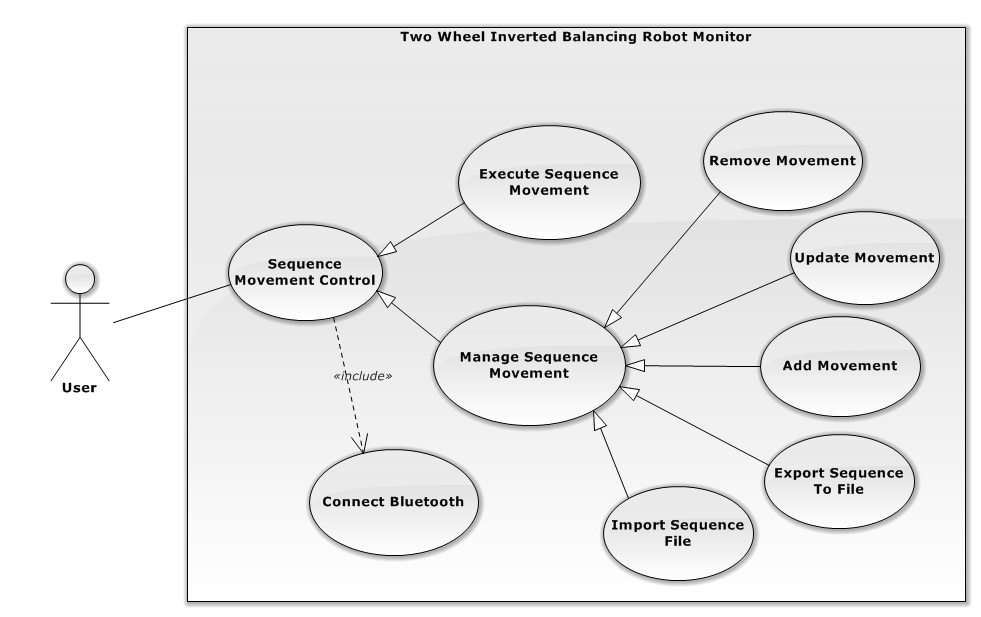 Two Wheel Inverted Balancing Robot Monitor
Remove Movement
Execute Sequence
Movement
Update Movement
Sequence
Movement Control
Manage Sequence
Movement
Add Movement
«include»
User
Export Sequence
To File
Connect Bluetooth
Import Sequence
File